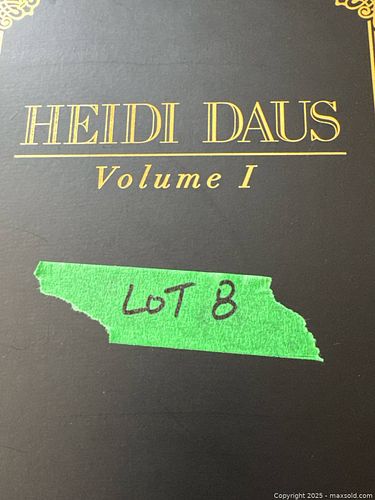 HEIDI DAUS
Volume I
LOT 8
Copyright © 2025 - maxsold.com